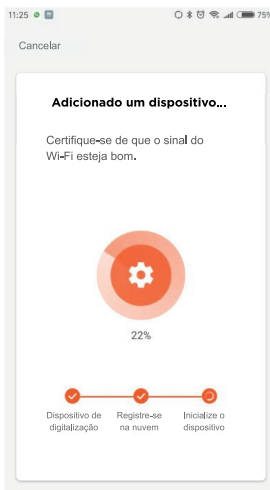 11:25
75%
Cancelar
Adicionado um dispositivo...
Certifique-se de que o sinal do
Wi-Fi esteja bom.
22%
Dispositivo de
digitalização
Registre-se
na nuvem
Inicialize o
dispositivo